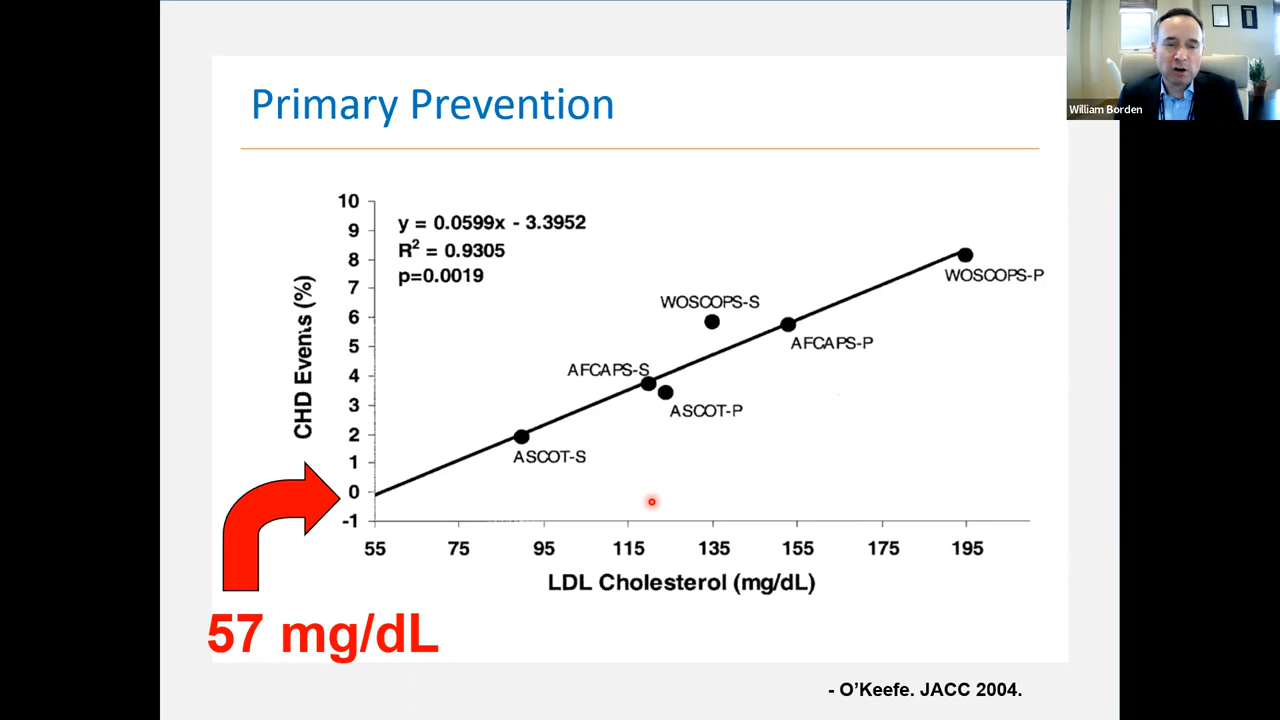 William Borden
Primary Prevention
y = 0.0599x - 3.3952
R² = 0.9305
p=0.0019
CHD Events (%)
10
9
8
7
6
5
4
3
2
1
0
-1
WOSCOPS-P
WOSCOPS-S
AFCAPS-P
AFCAPS-S
ASCOT-P
ASCOT-S
55 75 95 115 135 155 175 195
LDL Cholesterol (mg/dL)
57 mg/dL
- O’Keefe. JACC 2004.